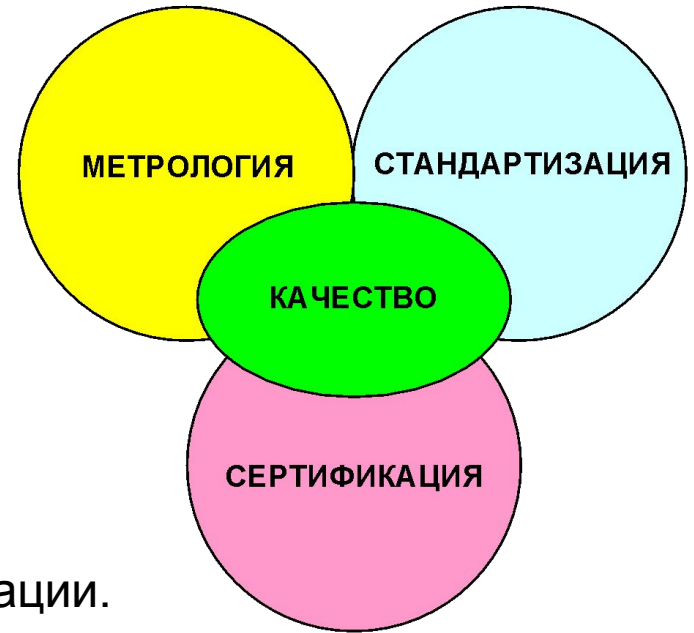 МЕТРОЛОГИЯ
СТАНДАРТИЗАЦИЯ
КАЧЕСТВО
СЕРТИФИКАЦИЯ
ации.